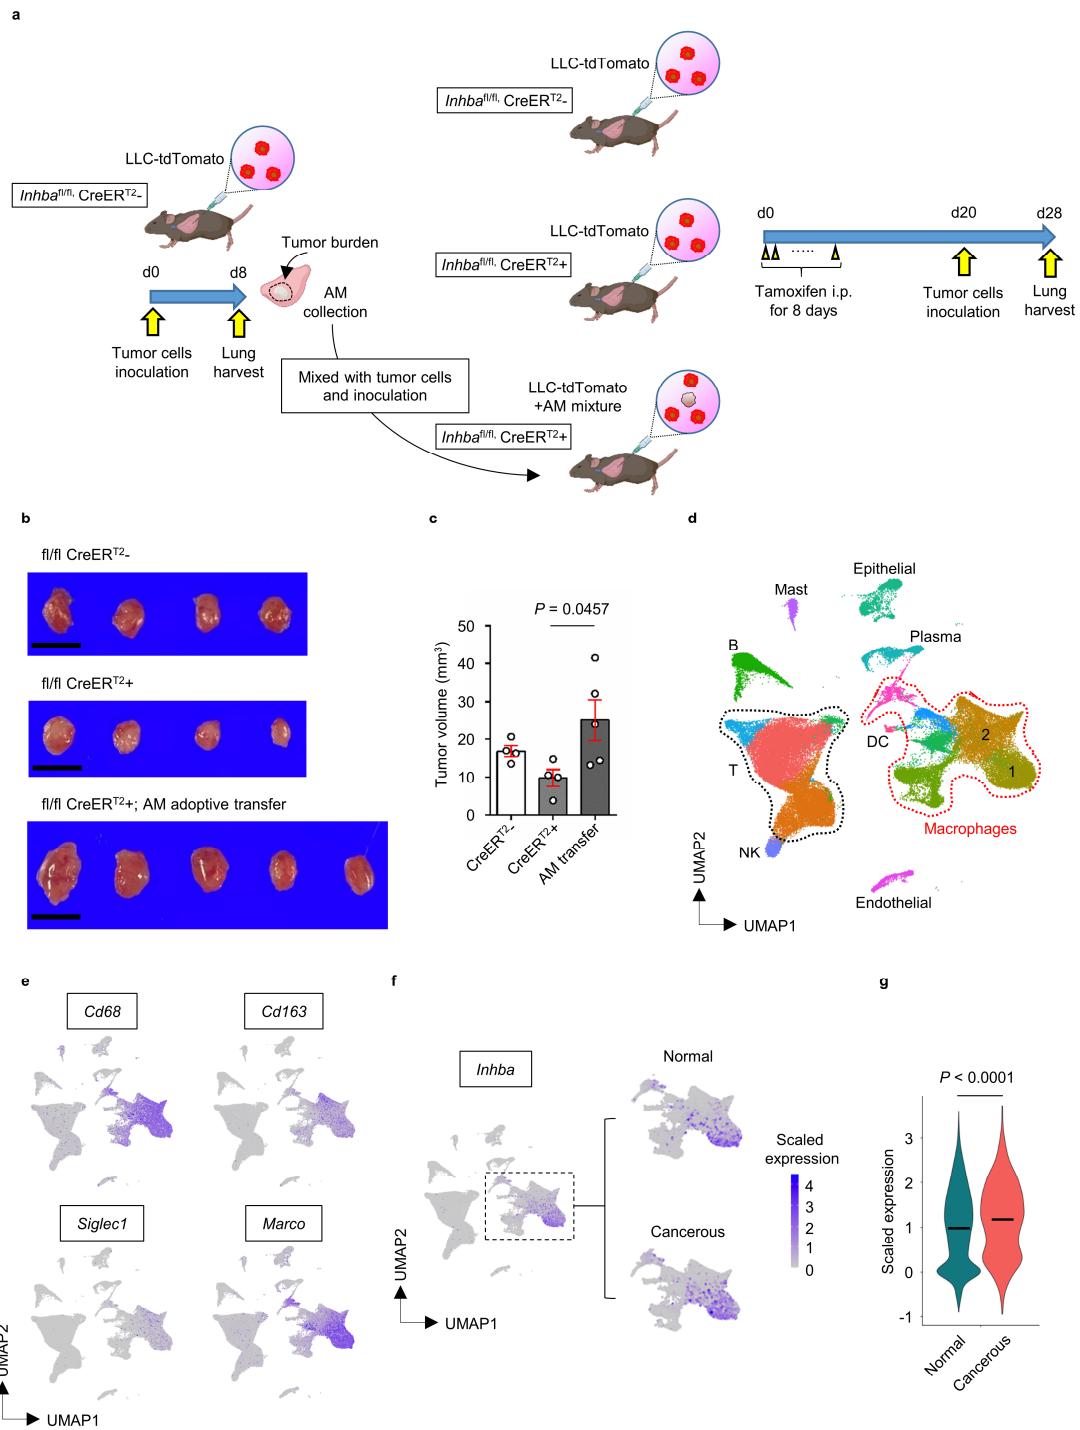 a
LLC-tdTomato
Inhbafl/fl, CreERT2-
LLC-tdTomato
Inhbafl/fl, CreERT2-
d0
d8
Tumor burden
AM
collection
Tumor cells
inoculation
Lung
harvest
Mixed with tumor cells
and inoculation
LLC-tdTomato
Inhbafl/fl, CreERT2+
LLC-tdTomato
+AM mixture
Inhbafl/fl, CreERT2+
d0
d20
d28
.....
Tamoxifen i.p.
for 8 days
Tumor cells
inoculation
Lung
harvest
b
fl/fl CreERT2-
fl/fl CreERT2+
fl/fl CreERT2+; AM adoptive transfer
c
P = 0.0457
Tumor volume (mm3)
50
40
30
20
10
0
CreERT2-
CreERT2+
AM transfer
d
Mast
Epithelial
B
Plasma
DC
2
1
T
Macrophages
NK
Endothelial
UMAP2
UMAP1
e
Cd68
Cd163
Siglec1
Marco
UMAP2
UMAP1
f
Inhba
Normal
Cancerous
Scaled
expression
4
3
2
1
0
UMAP2
UMAP1
g
P < 0.0001
Scaled expression
3
2
1
0
-1
Normal
Cancerous